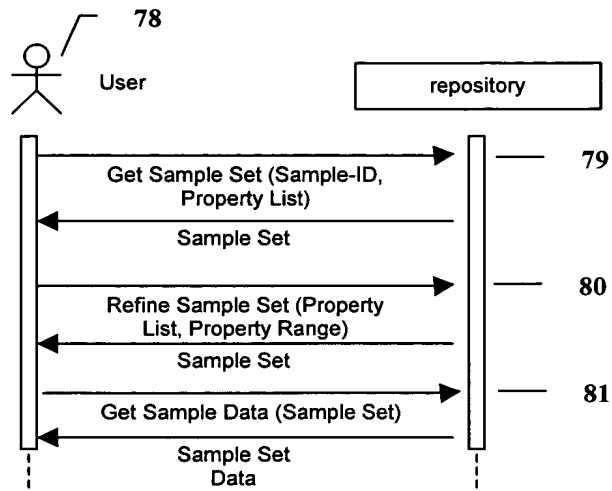 78
User
repository
79
Get Sample Set (Sample-ID,
Property List)
Sample Set
80
Refine Sample Set (Property
List, Property Range)
Sample Set
81
Get Sample Data (Sample Set)
Sample Set
Data